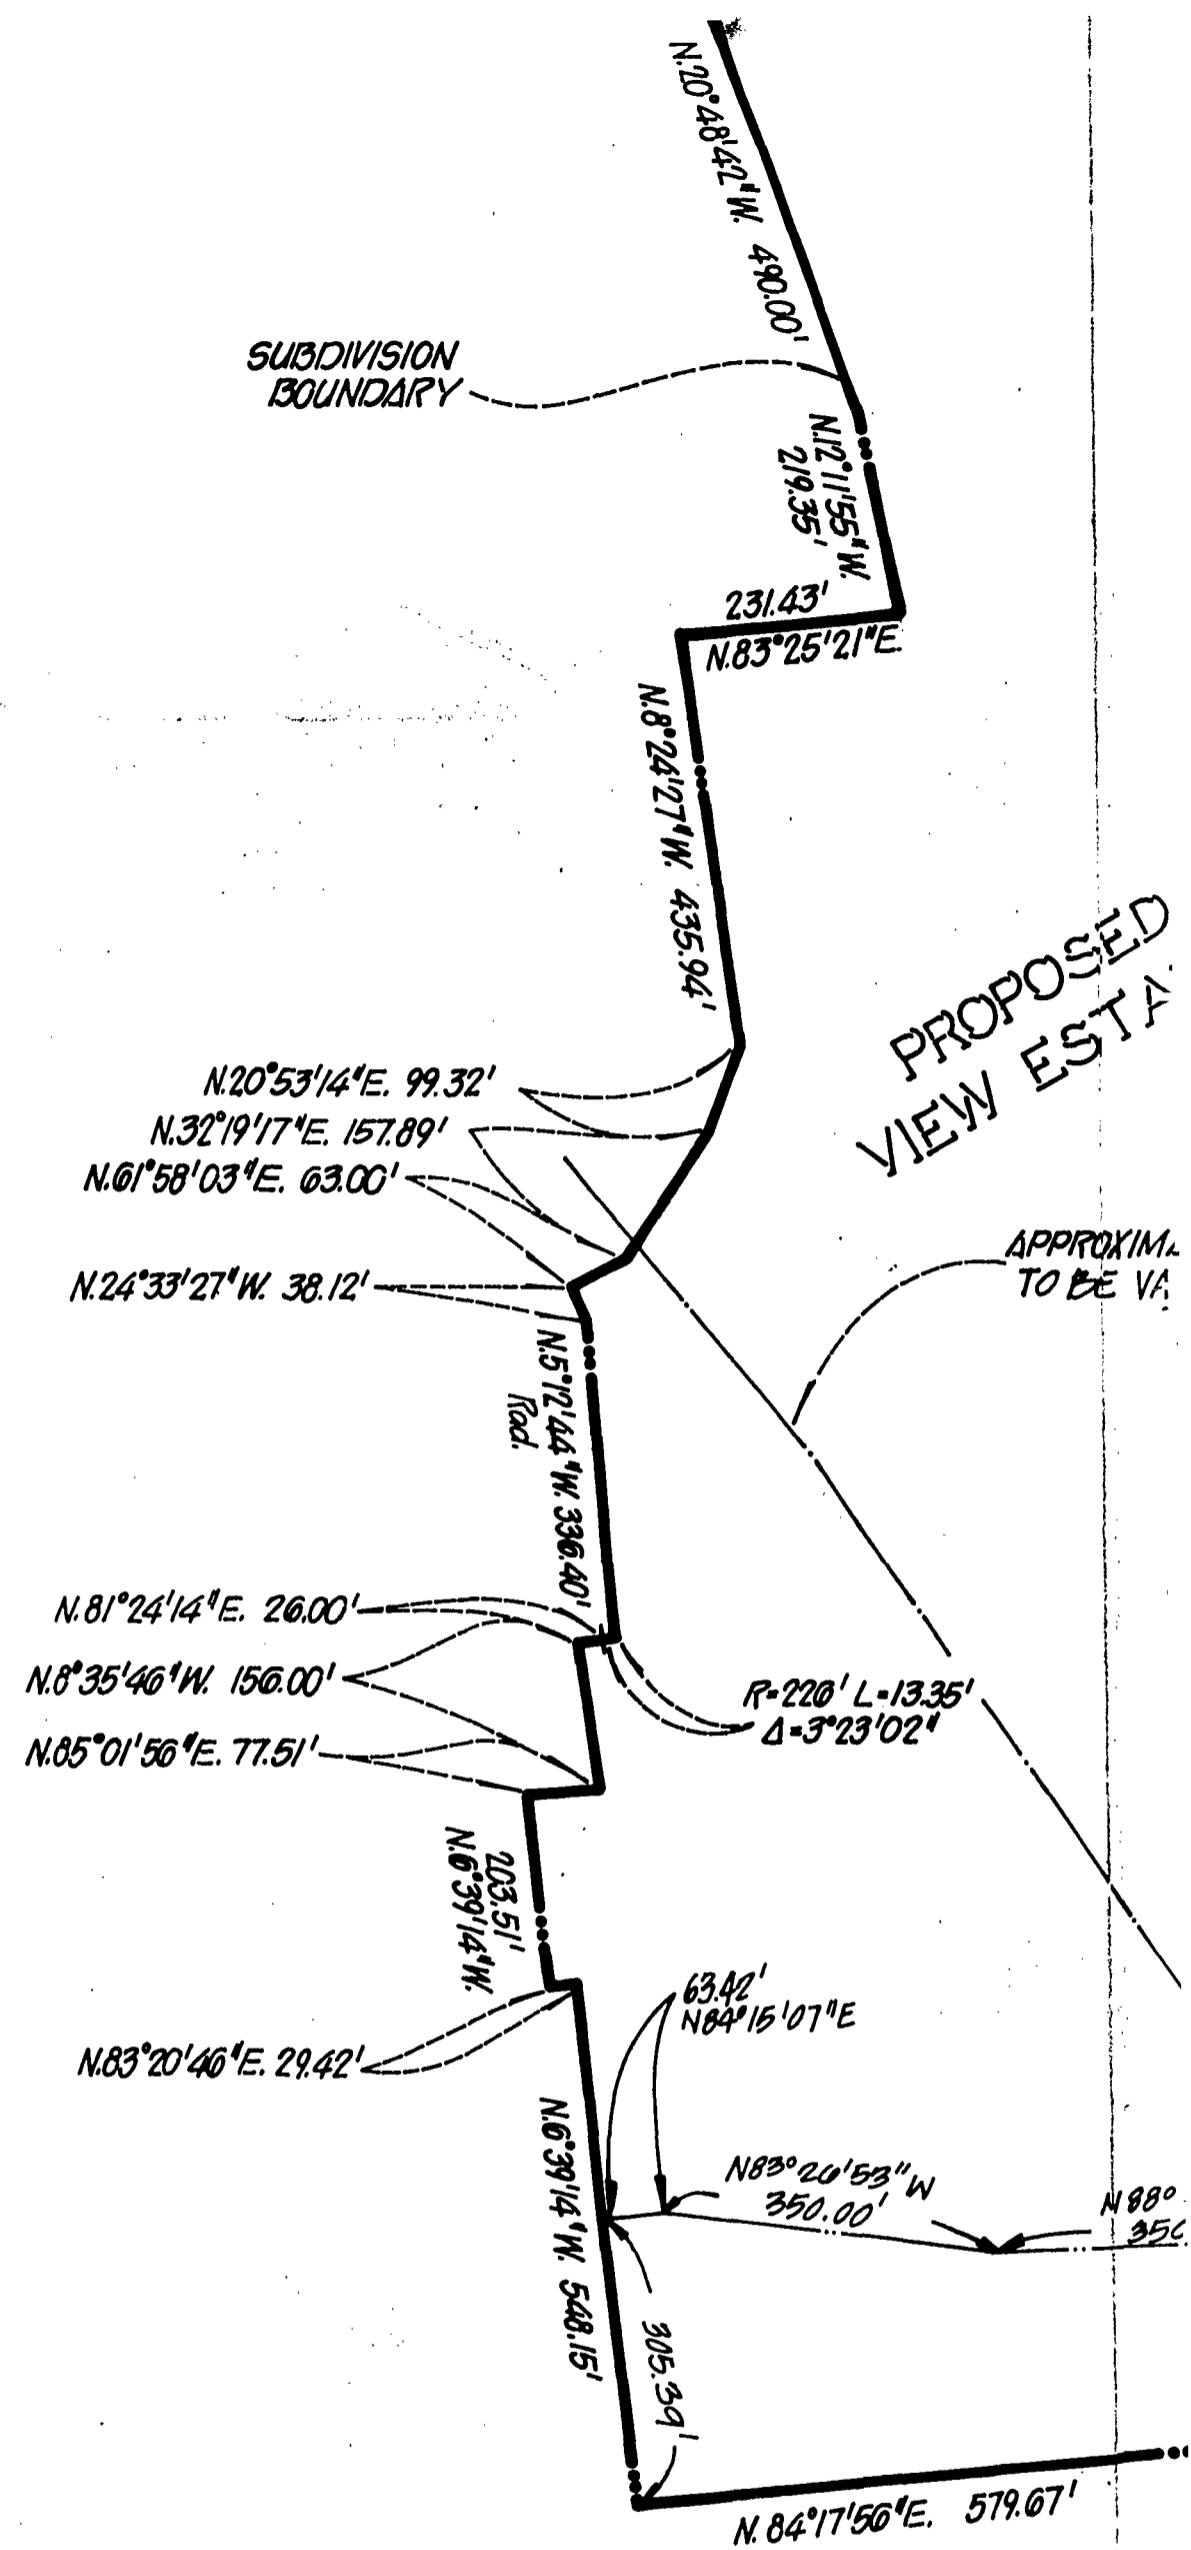 N.20°48'42"W. 490.00'
SUBDIVISION
BOUNDARY
N.12°11'55"W.
219.35'
231.43'
N.83°25'21"E.
N.8°24'27"W. 435.94'
PROPOSED
VIEW ESTA
N.20°53'14"E. 99.32'
N.32°19'17"E. 157.89'
N.61°58'03"E. 63.00'
N.24°33'27"W. 38.12'
APPROXIMA
TO BE VA
N.5°12'44"W. 336.40'
Rad.
N.81°24'14"E. 26.00'
N.8°35'46"W. 156.00'
N.85°01'56"E. 77.51'
R=226' L=13.35'
Δ=3°23'02"
203.51'
N.6°39'14"W.
N.83°20'46"E. 29.42'
63.42'
N84°15'07"E
N83°26'53"W
350.00'
N88°
350
N.6°39'14"W. 548.15'
305.39'
N.84°17'56"E. 579.67'